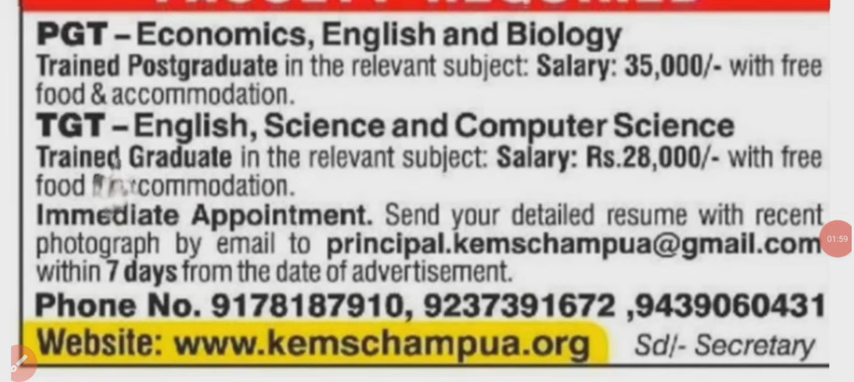 PGT – Economics, English and Biology
Trained Postgraduate in the relevant subject: Salary: 35,000/- with free
food & accommodation.
TGT – English, Science and Computer Science
Trained Graduate in the relevant subject: Salary: Rs.28,000/- with free
food commodation.
Immediate Appointment. Send your detailed resume with recent
photograph by email to principal.kemschampua@gmail.com
within 7 days from the date of advertisement.
Phone No. 9178187910, 9237391672 ,9439060431
Website: www.kemschampua.org Sd/- Secretary
01:59